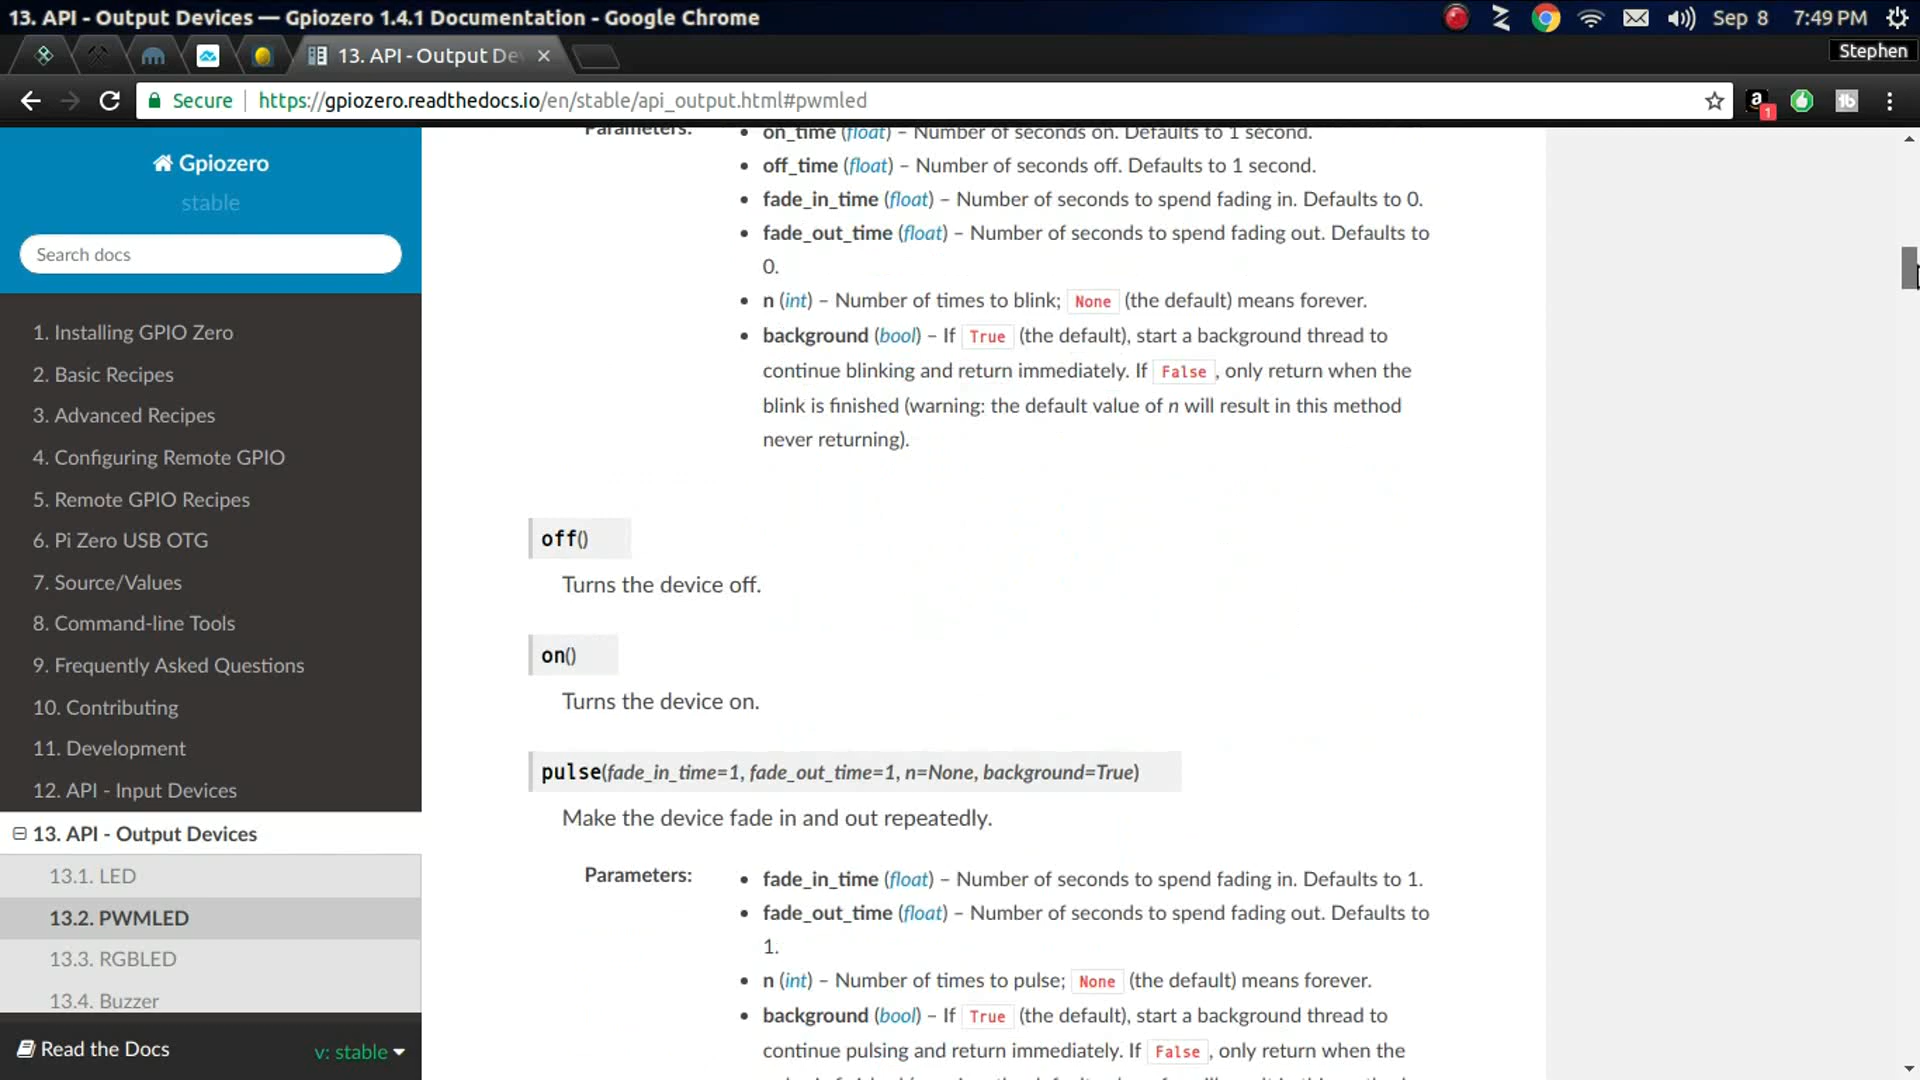 13. API - Output Devices — Gpiozero 1.4.1 Documentation - Google Chrome
Sep 8 7:49 PM
13. API - Output De
Stephen
Secure https://gpiozero.readthedocs.io/en/stable/api_output.html#pwmled
a 1
Gpiozero
stable
Search docs
1. Installing GPIO Zero
2. Basic Recipes
3. Advanced Recipes
4. Configuring Remote GPIO
5. Remote GPIO Recipes
6. Pi Zero USB OTG
7. Source/Values
8. Command-line Tools
9. Frequently Asked Questions
10. Contributing
11. Development
12. API - Input Devices
13. API - Output Devices
13.1. LED
13.2. PWMLED
13.3. RGBLED
13.4. Buzzer
Read the Docs
v: stable
Parameters:
• on_time (float) – Number of seconds on. Defaults to 1 second.
• off_time (float) – Number of seconds off. Defaults to 1 second.
• fade_in_time (float) – Number of seconds to spend fading in. Defaults to 0.
• fade_out_time (float) – Number of seconds to spend fading out. Defaults to
0.
• n (int) – Number of times to blink; None (the default) means forever.
• background (bool) – If True (the default), start a background thread to
continue blinking and return immediately. If False, only return when the
blink is finished (warning: the default value of n will result in this method
never returning).
off()
Turns the device off.
on()
Turns the device on.
pulse(fade_in_time=1, fade_out_time=1, n=None, background=True)
Make the device fade in and out repeatedly.
Parameters:
• fade_in_time (float) – Number of seconds to spend fading in. Defaults to 1.
• fade_out_time (float) – Number of seconds to spend fading out. Defaults to
1.
• n (int) – Number of times to pulse; None (the default) means forever.
• background (bool) – If True (the default), start a background thread to
continue pulsing and return immediately. If False, only return when the